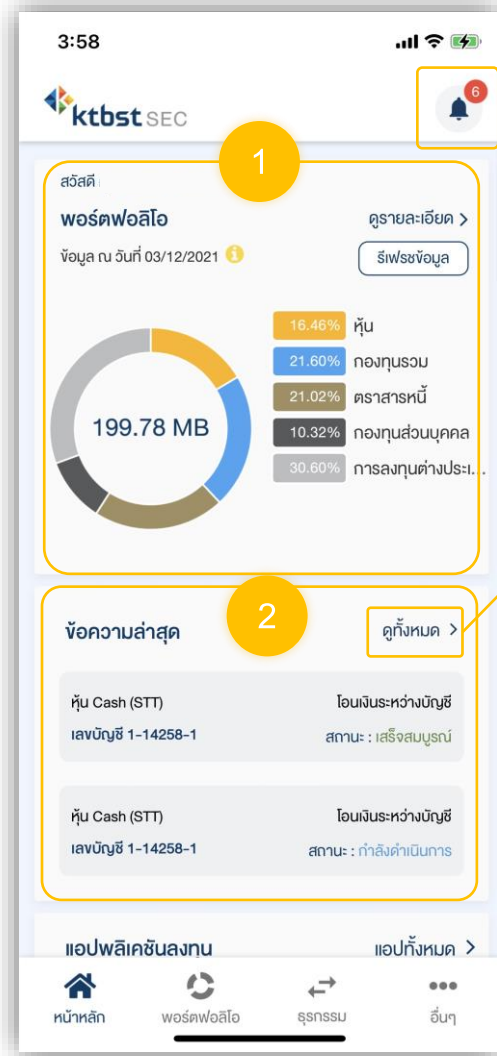 3:58
ktbst SEC
6
1
สวัสดี
พอร์ตฟอลิโอ
ดูรายละเอียด >
ข้อมูล ณ วันที่ 03/12/2021
รีเฟรชข้อมูล
16.46% หุ้น
21.60% กองทุนรวม
21.02% ตราสารหนี้
10.32% กองทุนส่วนบุคคล
30.60% การลงทุนต่างประเ...
199.78 MB
2
ข้อความล่าสุด
ดูทั้งหมด >
หุ้น Cash (STT)
โอนเงินระหว่างบัญชี
เลขบัญชี 1-14258-1
สถานะ : เสร็จสมบูรณ์
หุ้น Cash (STT)
โอนเงินระหว่างบัญชี
เลขบัญชี 1-14258-1
สถานะ : กำลังดำเนินการ
แอปพลิเคชันลงทุน
แอปทั้งหมด >
หน้าหลัก
พอร์ตฟอลิโอ
ธุรกรรม
อื่นๆ